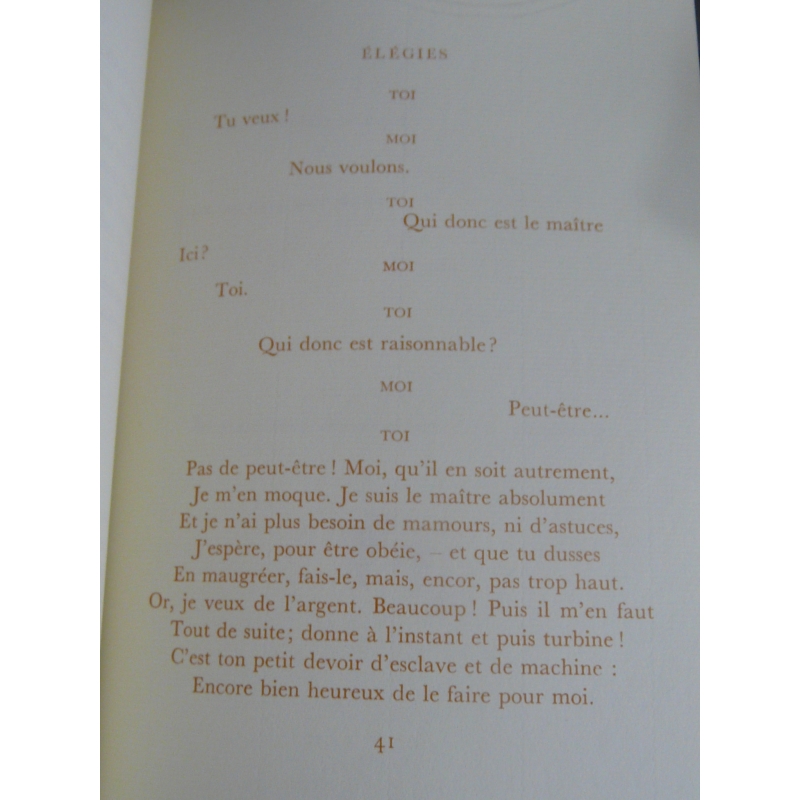 ÉLÉGIES
TOI
Tu veux !
MOI
Nous voulons.
TOI
Qui donc est le maître
Ici ?
MOI
Toi.
TOI
Qui donc est raisonnable ?
MOI
Peut-être...
TOI
Pas de peut-être ! Moi, qu'il en soit autrement,
Je m'en moque. Je suis le maître absolument
Et je n'ai plus besoin de mamours, ni d'astuces,
J'espère, pour être obéie, – et que tu dusses
En maugréer, fais-le, mais, encor, pas trop haut.
Or, je veux de l'argent. Beaucoup ! Puis il m'en faut
Tout de suite ; donne à l'instant et puis turbine !
C'est ton petit devoir d'esclave et de machine :
Encore bien heureux de le faire pour moi.
41